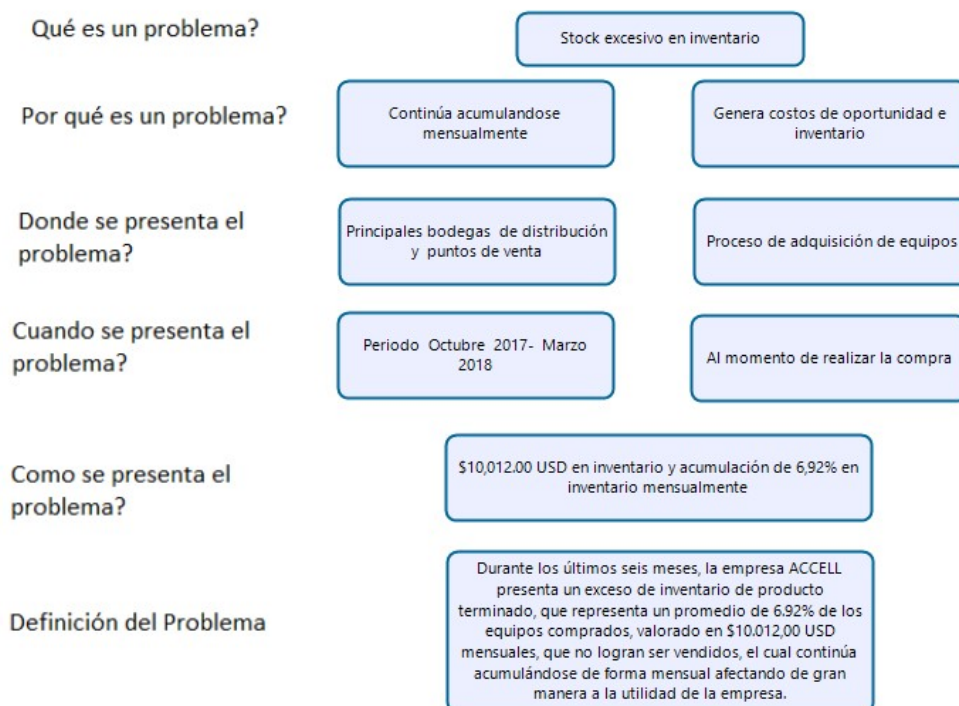 Qué es un problema?
Stock excesivo en inventario
Por qué es un problema?
Continúa acumulandose
mensualmente
Genera costos de oportunidad e
inventario
Donde se presenta el
problema?
Principales bodegas de distribución
y puntos de venta
Proceso de adquisición de equipos
Cuando se presenta el
problema?
Periodo Octubre 2017- Marzo
2018
Al momento de realizar la compra
Como se presenta el
problema?
$10,012.00 USD en inventario y acumulación de 6,92% en
inventario mensualmente
Definición del Problema
Durante los últimos seis meses, la empresa ACCELL
presenta un exceso de inventario de producto
terminado, que representa un promedio de 6.92% de los
equipos comprados, valorado en $10.012,00 USD
mensuales, que no logran ser vendidos, el cual continúa
acumulándose de forma mensual afectando de gran
manera a la utilidad de la empresa.